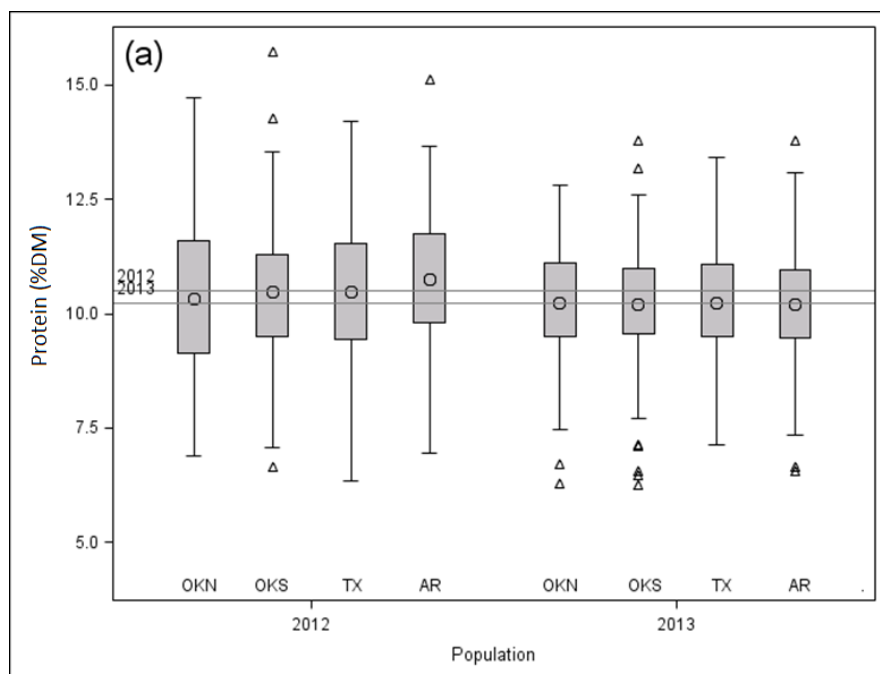 (a)
Protein (%DM)
15.0
12.5
2012
2013
10.0
7.5
5.0
OKN OKS TX AR OKN OKS TX AR .
2012 2013
Population